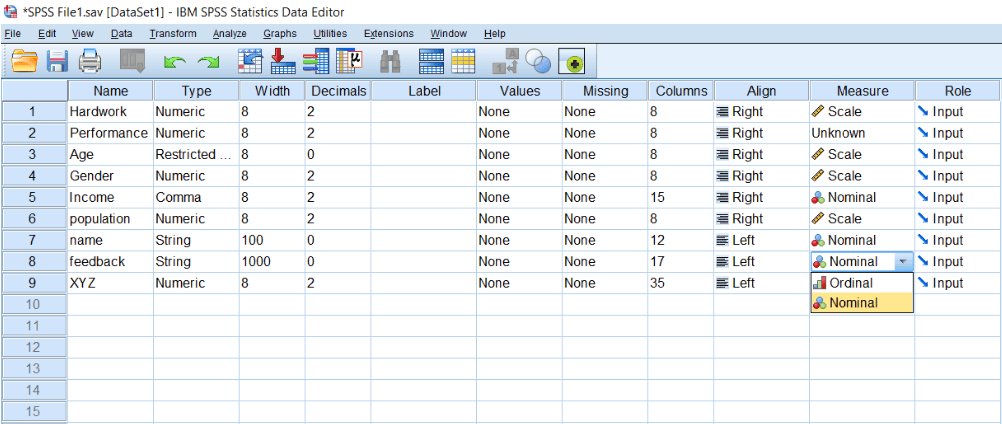 *SPSS File1.sav [DataSet1] - IBM SPSS Statistics Data Editor
File Edit View Data Transform Analyze Graphs Utilities Extensions Window Help
Name Type Width Decimals Label Values Missing Columns Align Measure Role
1 Hardwork Numeric 8 2 None None 8 Right Scale Input
2 Performance Numeric 8 2 None None 8 Right Unknown Input
3 Age Restricted ... 8 0 None None 8 Right Scale Input
4 Gender Numeric 8 2 None None 8 Right Scale Input
5 Income Comma 8 2 None None 15 Right Nominal Input
6 population Numeric 8 2 None None 8 Right Scale Input
7 name String 100 0 None None 12 Left Nominal Input
8 feedback String 1000 0 None None 17 Left Nominal Input
9 XYZ Numeric 8 2 None None 35 Left Ordinal Input
10 Nominal
11
12
13
14
15